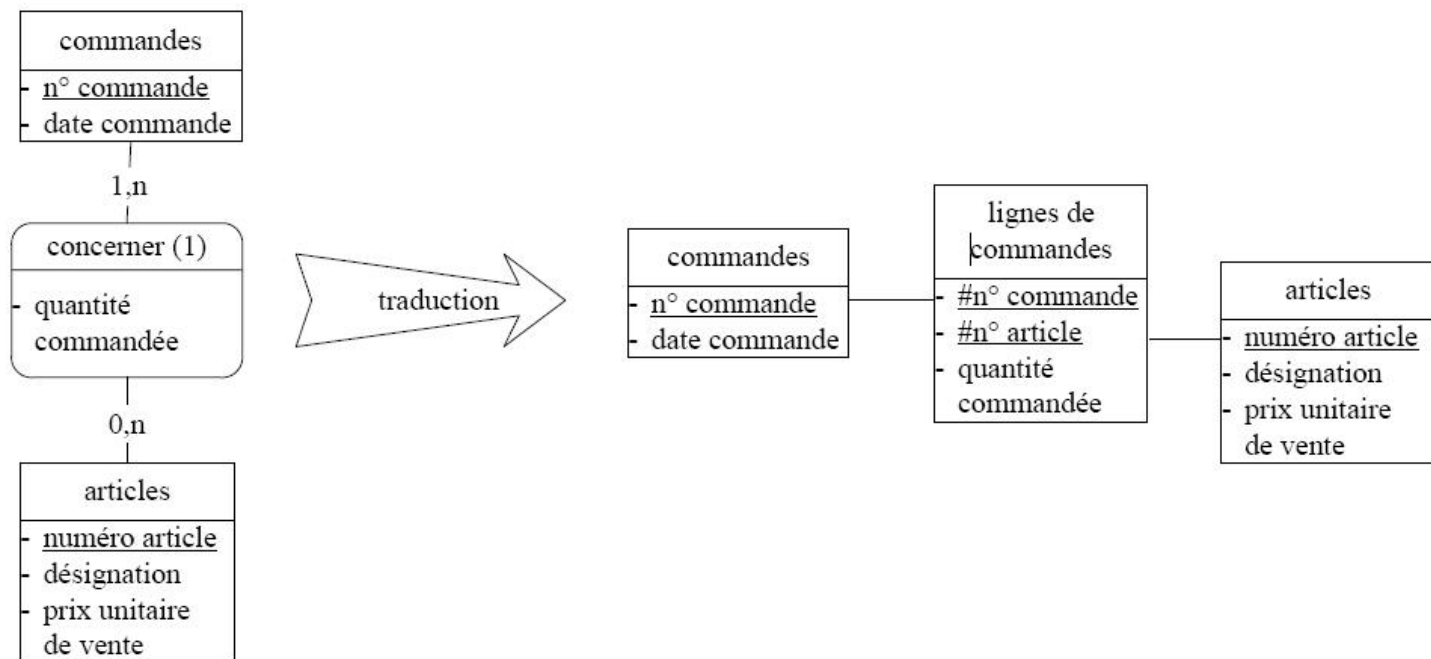 commandes
- n° commande
- date commande
1,n
concerner (1)
- quantité
commandée
0,n
articles
- numéro article
- désignation
- prix unitaire
de vente
traduction
commandes
- n° commande
- date commande
lignes de
commandes
- #n° commande
- #n° article
- quantité
commandée
articles
- numéro article
- désignation
- prix unitaire
de vente